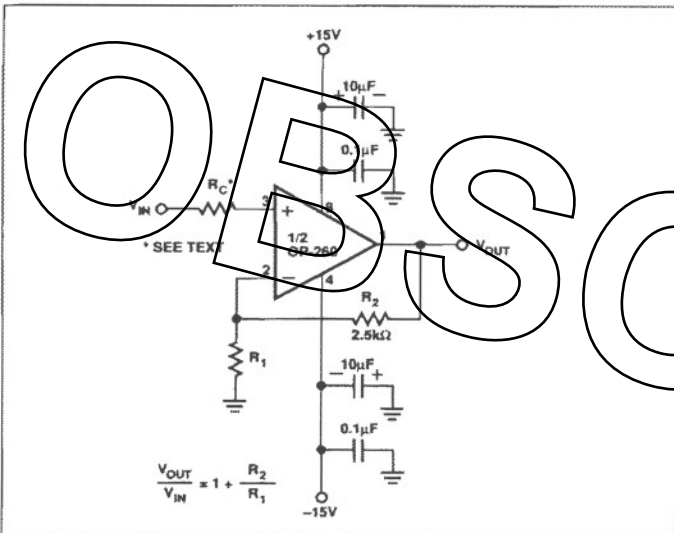 +15V
+ 10μF −
0.1μF
RC*
VIN
3
+
8
* SEE TEXT
1/2
OP-260
1
VOUT
2
−
4
R2
2.5kΩ
R1
− 10μF +
0.1μF
VOUT
VIN
= 1 +
R2
R1
−15V
OBSO